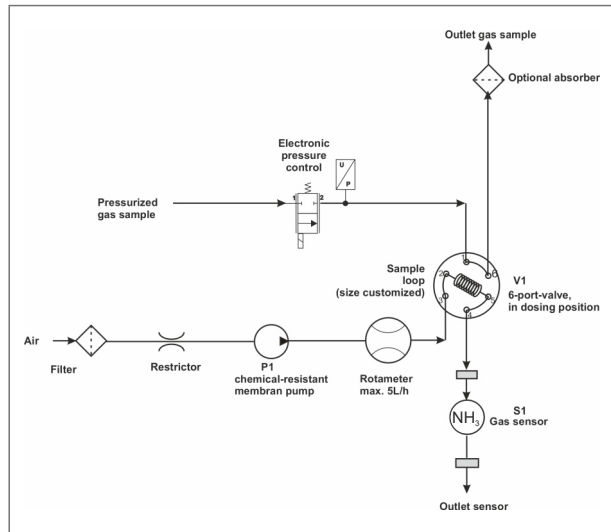 Outlet gas sample
Optional absorber
Electronic
pressure
control
U
P
1
2
Pressurized
gas sample
1
6
2
5
3
4
Sample
loop
(size customized)
V1
6-port-valve,
in dosing position
Air
Filter
Restrictor
P1
chemical-resistant
membran pump
Rotameter
max. 5L/h
NH3
S1
Gas sensor
Outlet sensor